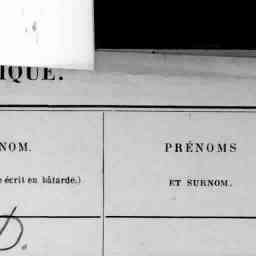 IQUE.
NOM. PRÉNOMS
écrit en bâtarde.) ET SURNOM.
D.